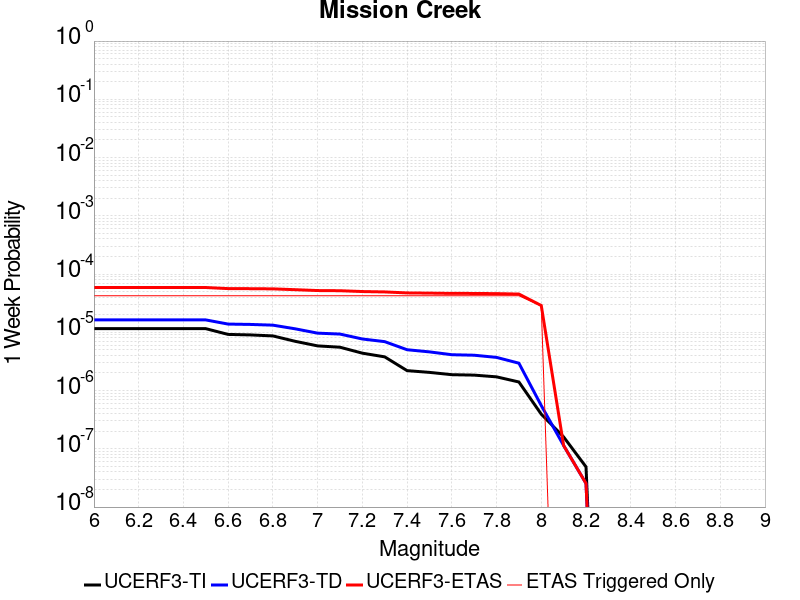 Mission Creek
10^0
10^-1
10^-2
10^-3
10^-4
10^-5
10^-6
10^-7
10^-8
1 Week Probability
6 6.2 6.4 6.6 6.8 7 7.2 7.4 7.6 7.8 8 8.2 8.4 8.6 8.8 9
Magnitude
UCERF3-TI UCERF3-TD UCERF3-ETAS ETAS Triggered Only